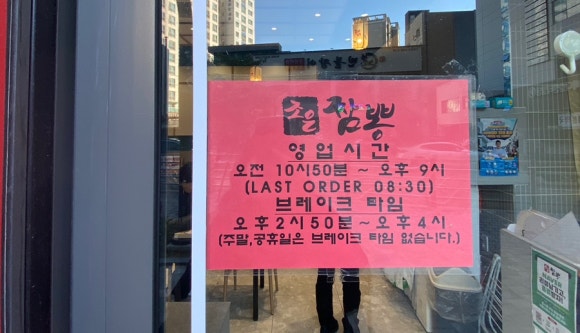 조은 짬뽕
영업시간
오전 10시50분 ~ 오후 9시
(LAST ORDER 08:30)
브레이크 타임
오후 2시50분~오후 4시
(주말,공휴일은 브레이크 타임 없습니다.)